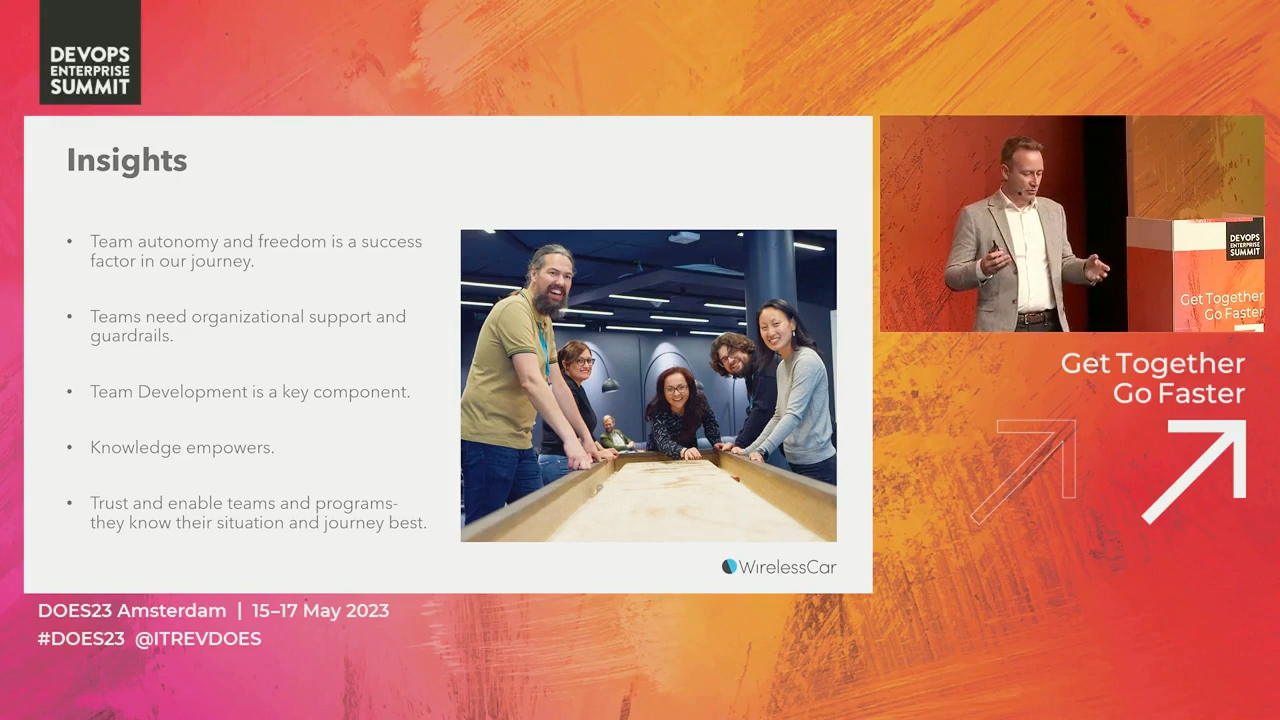 DEVOPS
ENTERPRISE
SUMMIT
Insights
• Team autonomy and freedom is a success
factor in our journey.
• Teams need organizational support and
guardrails.
• Team Development is a key component.
• Knowledge empowers.
• Trust and enable teams and programs-
they know their situation and journey best.
WirelessCar
DEVOPS
ENTERPRISE
SUMMIT
Get Together
Go Faster
Get Together
Go Faster
DOES23 Amsterdam | 15–17 May 2023
#DOES23 @ITREVDOES